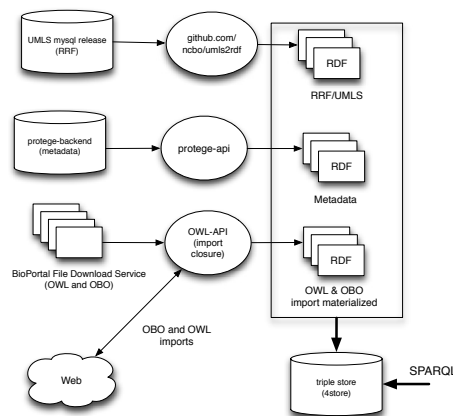 UMLS mysql release
(RRF)
github.com/
ncbo/umls2rdf
RDF
RRF/UMLS
protege-backend
(metadata)
protege-api
RDF
Metadata
BioPortal File Download Service
(OWL and OBO)
OWL-API
(import
closure)
RDF
OWL & OBO
import materialized
OBO and OWL
imports
Web
triple store
(4store)
SPARQL